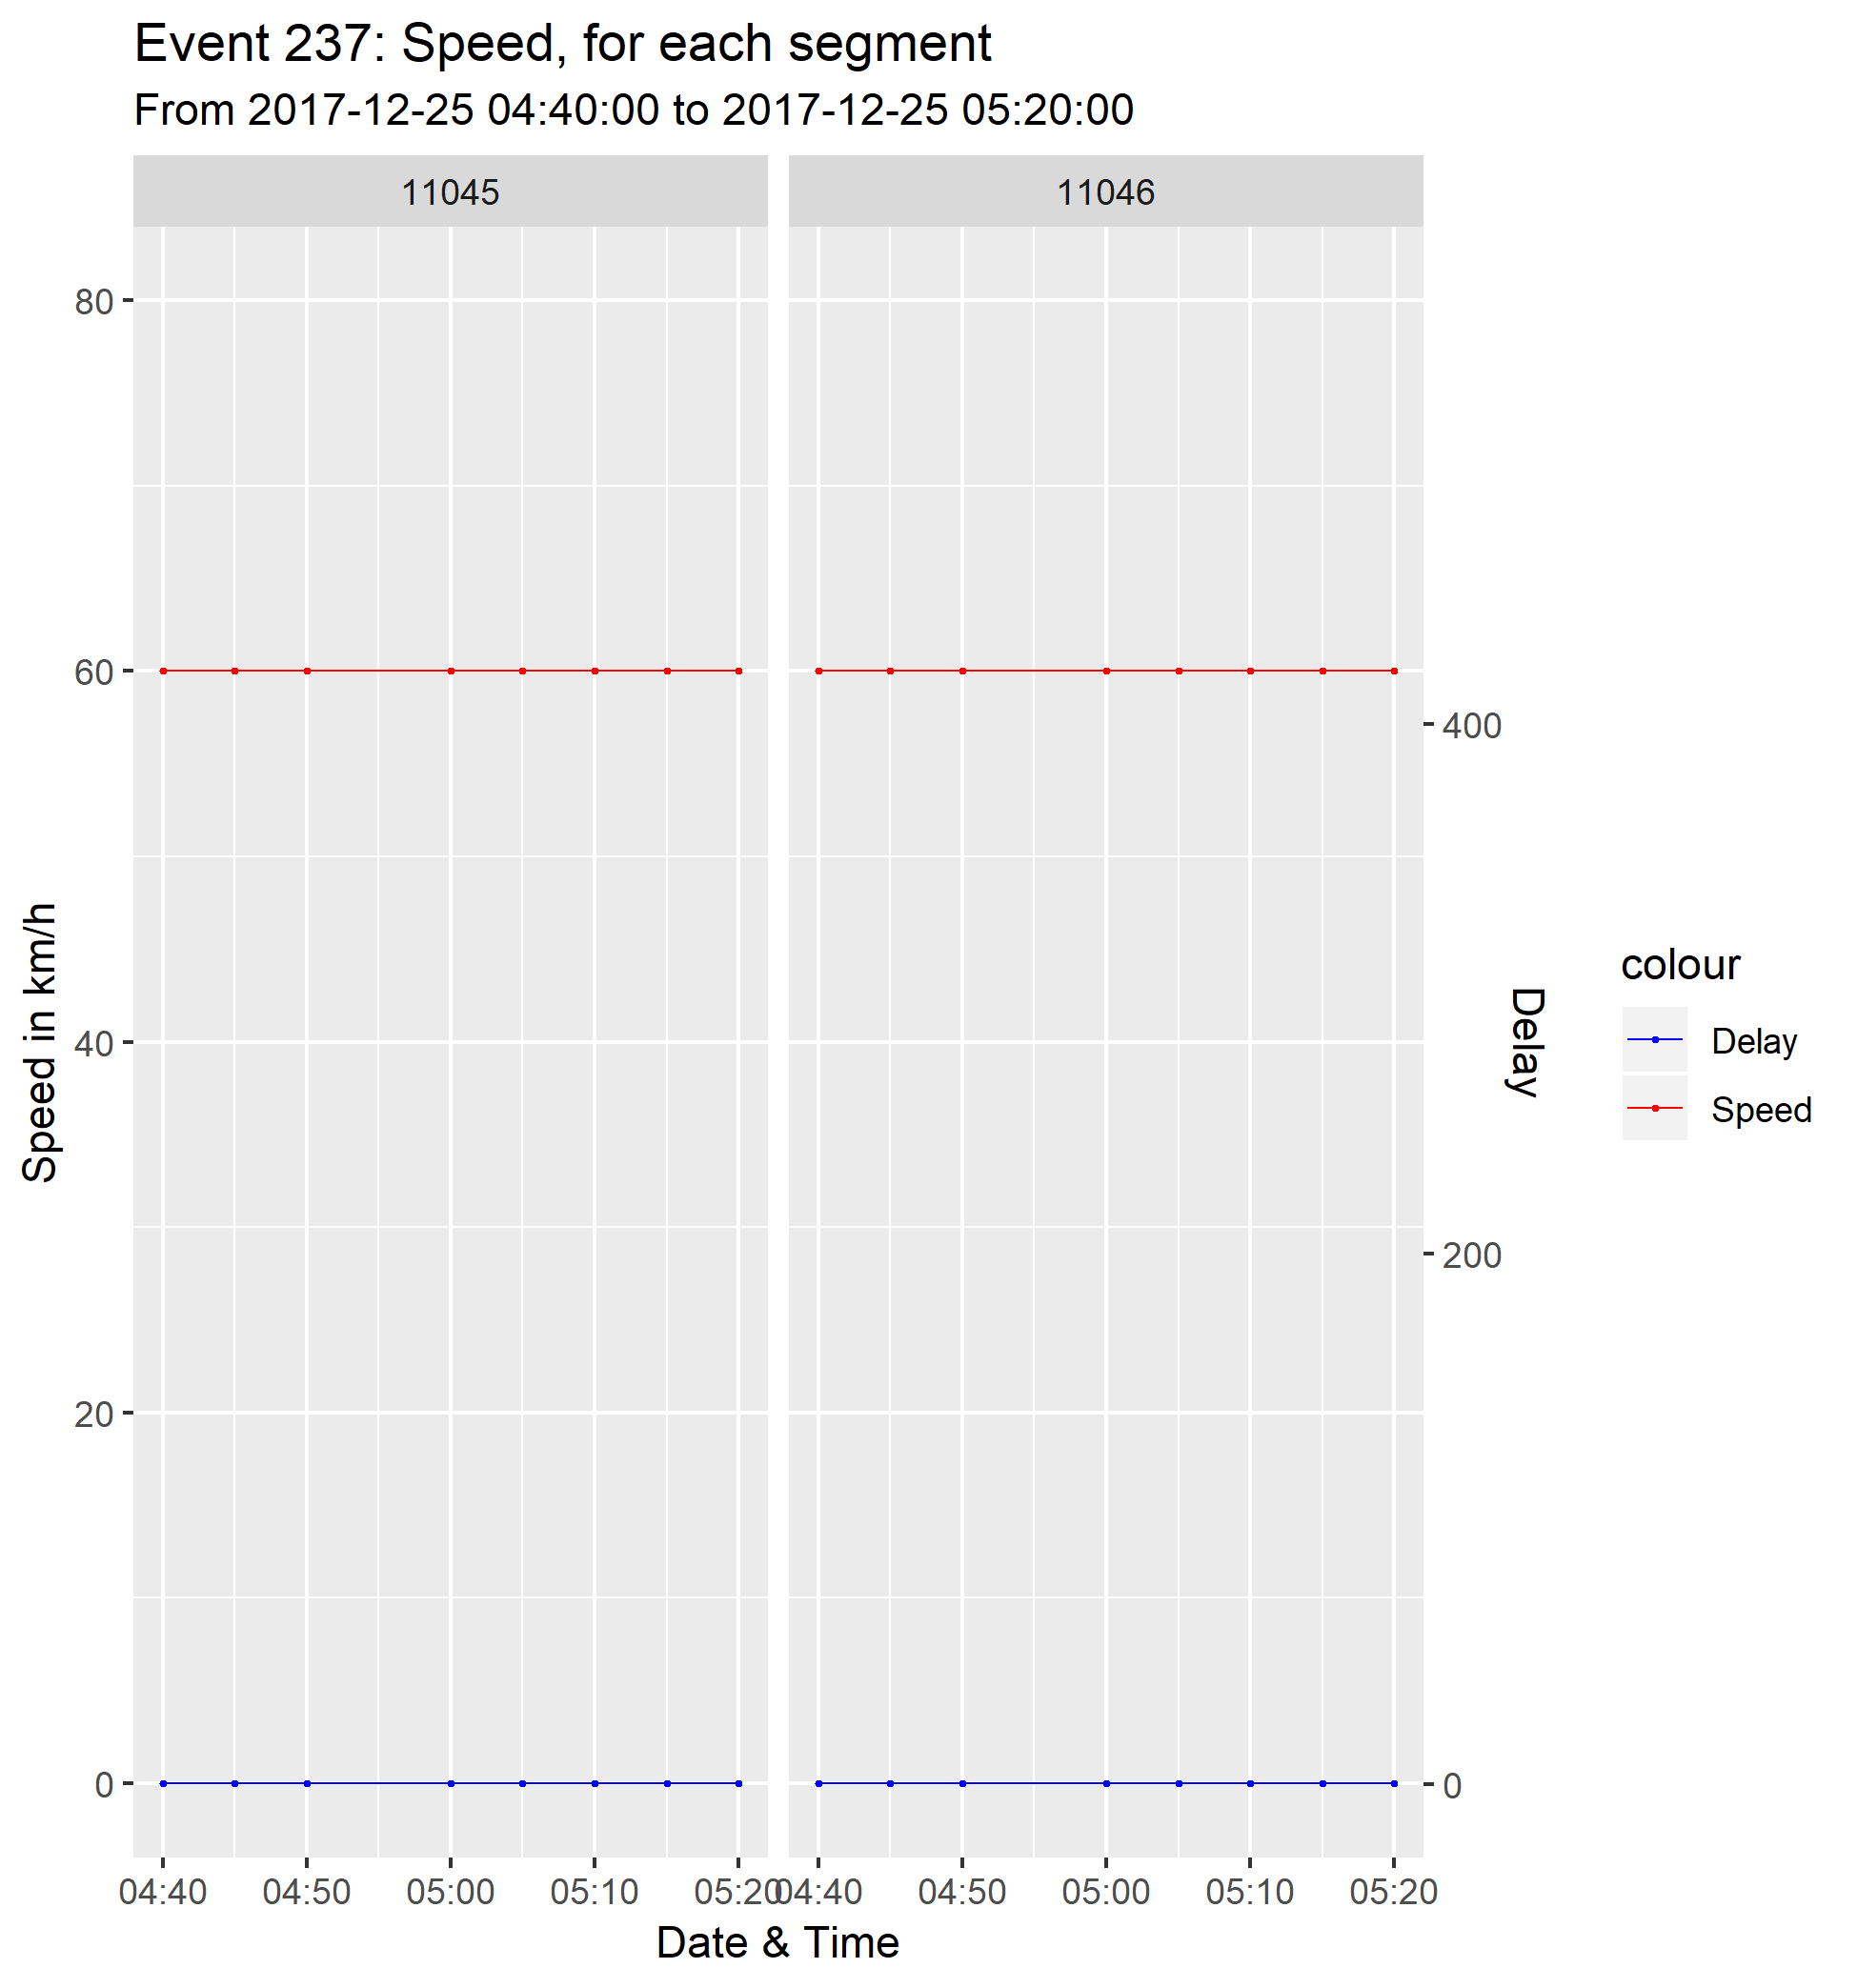 Event 237: Speed, for each segment
From 2017-12-25 04:40:00 to 2017-12-25 05:20:00
11045 11046
80
60
40
20
0
Speed in km/h
400
200
0
Delay
colour
Delay
Speed
04:40 04:50 05:00 05:10 05:20 04:40 04:50 05:00 05:10 05:20
Date & Time